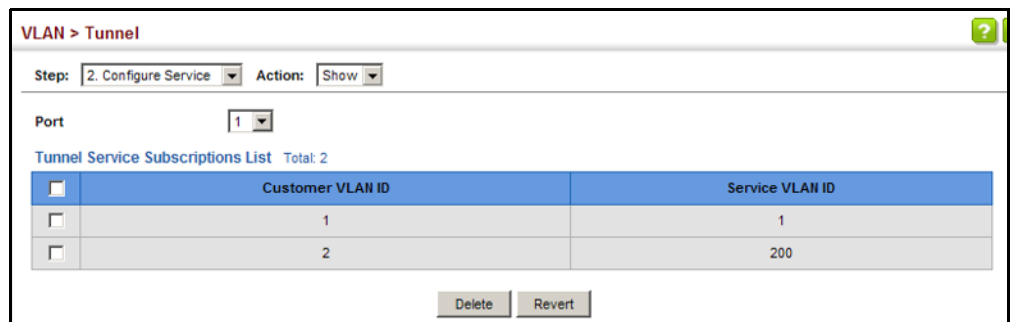 VLAN > Tunnel
?
Step: 2. Configure Service Action: Show
Port 1
Tunnel Service Subscriptions List Total: 2
Customer VLAN ID Service VLAN ID
1 1
2 200
Delete Revert